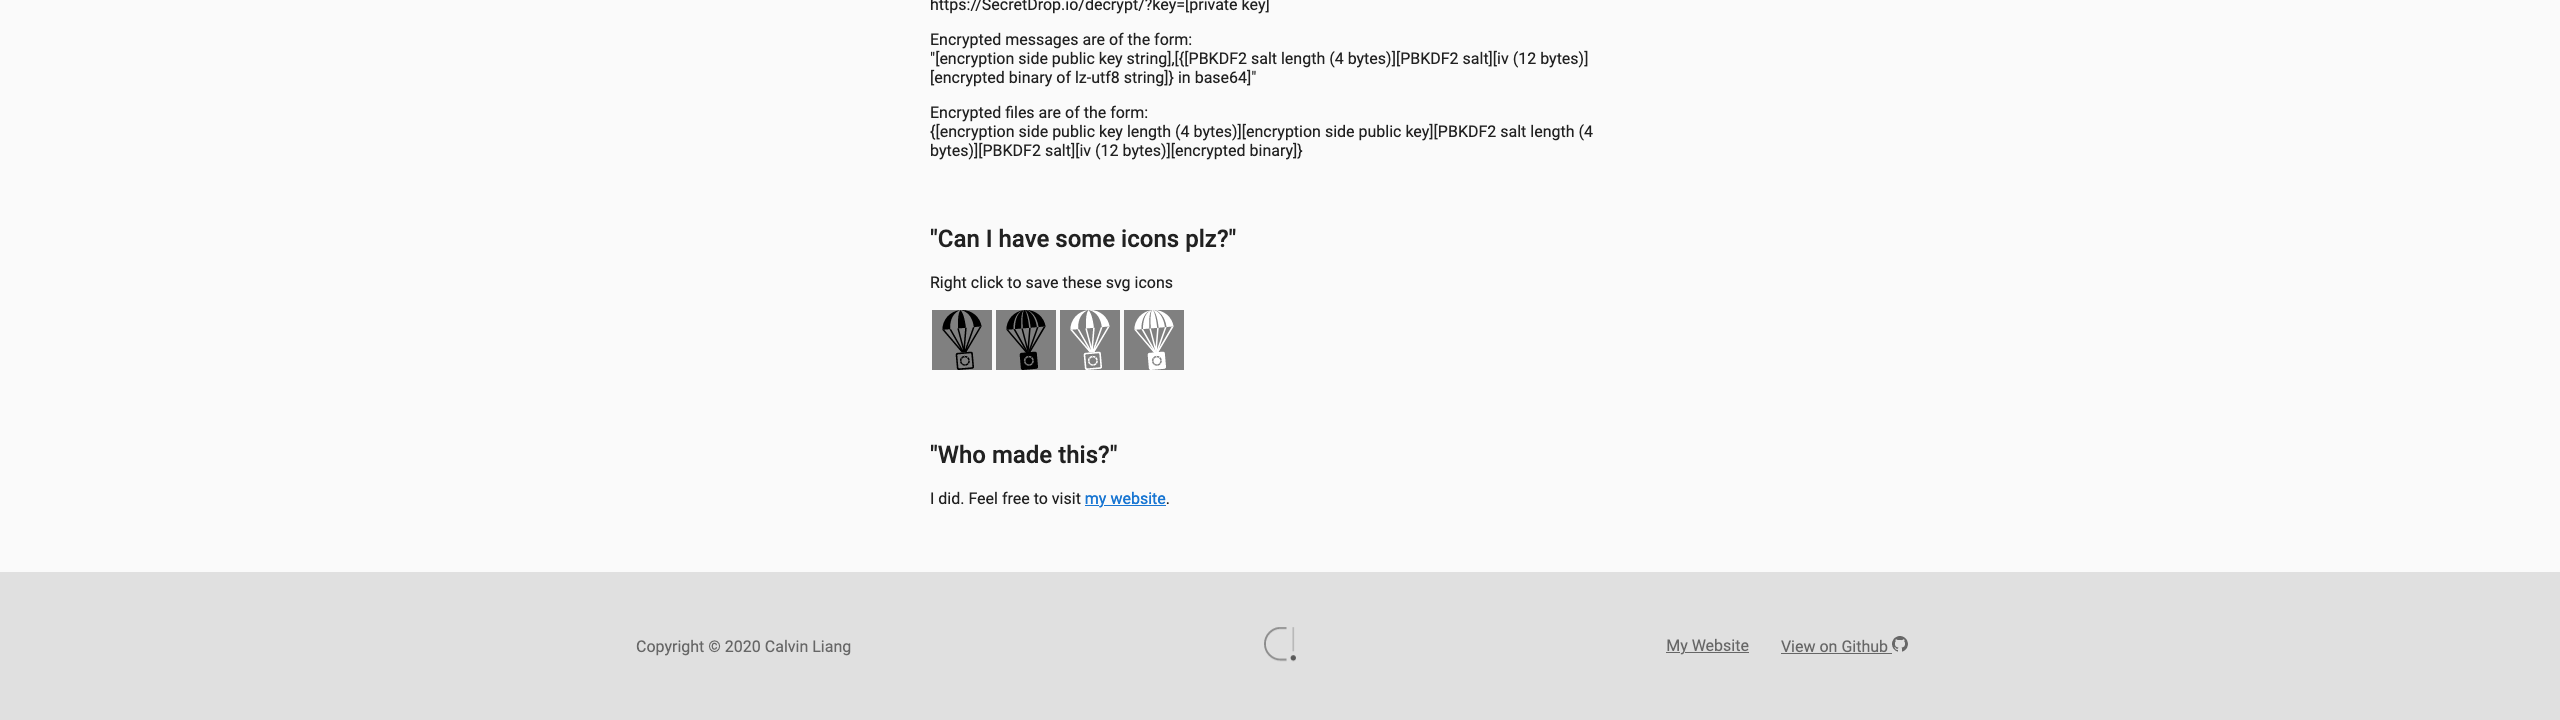 https://SecretDrop.io/decrypt/?key=[private key]
Encrypted messages are of the form:
"[encryption side public key string],[{[PBKDF2 salt length (4 bytes)][PBKDF2 salt][iv (12 bytes)]
[encrypted binary of lz-utf8 string]} in base64]"
Encrypted files are of the form:
{[encryption side public key length (4 bytes)][encryption side public key][PBKDF2 salt length (4
bytes)][PBKDF2 salt][iv (12 bytes)][encrypted binary]}
"Can I have some icons plz?"
Right click to save these svg icons
"Who made this?"
I did. Feel free to visit my website.
Copyright © 2020 Calvin Liang
My Website
View on Github